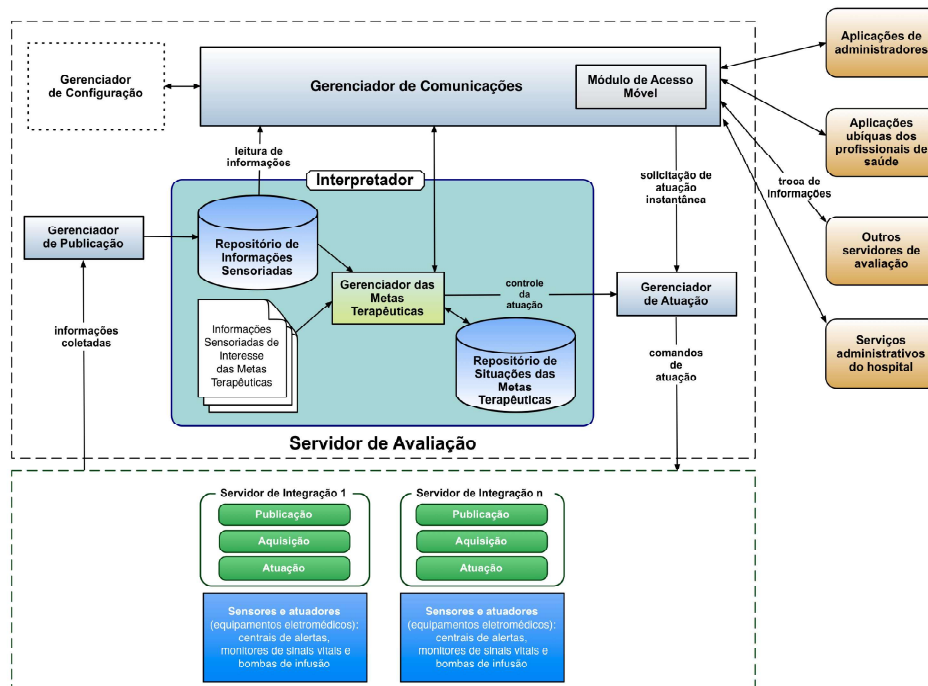 Gerenciador
de Configuração
Gerenciador de Comunicações
Módulo de Acesso
Móvel
Aplicações de
administradores
Aplicações
ubíquas dos
profissionais de
saúde
troca de
informações
Outros
servidores de
avaliação
Serviços
administrativos
do hospital
leitura de
informações
solicitação de
atuação
instantânea
Interpretador
Gerenciador
de Publicação
Repositório de
Informações
Sensoriadas
Gerenciador das
Metas
Terapêuticas
controle
da
atuação
Gerenciador
de Atuação
informações
coletadas
Informações
Sensoriadas de
Interesse
das Metas
Terapêuticas
Repositório de
Situações das
Metas
Terapêuticas
comandos
de
atuação
Servidor de Avaliação
Servidor de Integração 1
Publicação
Aquisição
Atuação
Sensores e atuadores
(equipamentos eletromédicos):
centrais de alertas,
monitores de sinais vitais e
bombas de infusão
Servidor de Integração n
Publicação
Aquisição
Atuação
Sensores e atuadores
(equipamentos eletromédicos):
centrais de alertas,
monitores de sinais vitais e
bombas de infusão